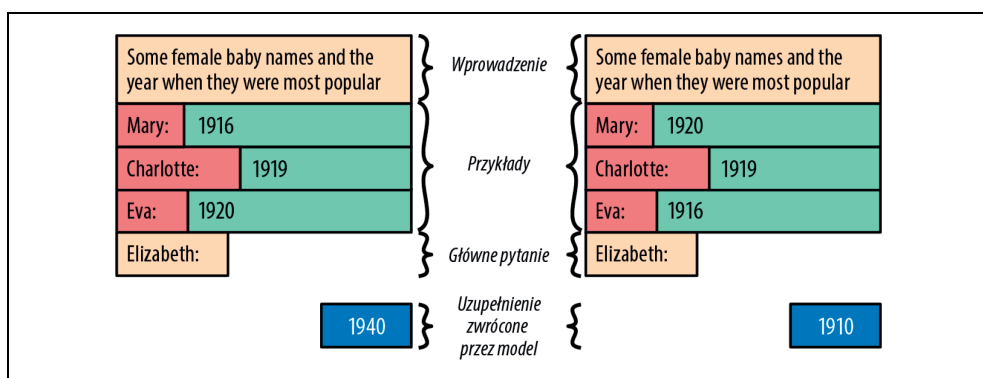 Some female baby names and the
year when they were most popular
Mary: 1916
Charlotte: 1919
Eva: 1920
Elizabeth:
1940
Wprowadzenie
Przykłady
Główne pytanie
Uzupełnienie
zwrócone
przez model
Some female baby names and the
year when they were most popular
Mary: 1920
Charlotte: 1919
Eva: 1916
Elizabeth:
1910